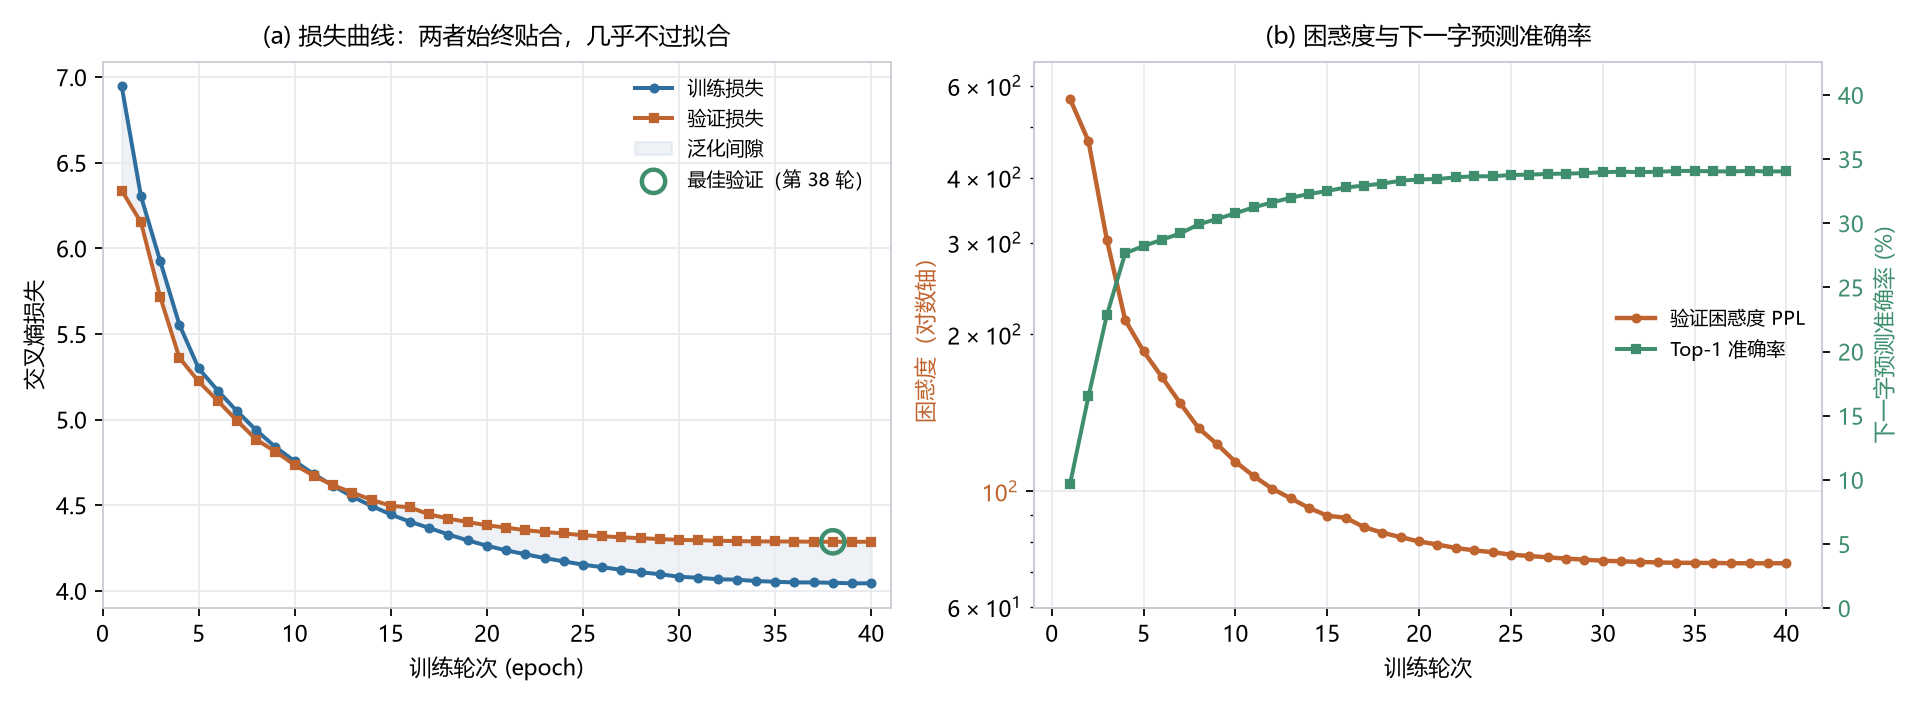 (a) 损失曲线：两者始终贴合，几乎不过拟合
7.0
6.5
6.0
5.5
5.0
4.5
4.0
交叉熵损失
0 5 10 15 20 25 30 35 40
训练轮次 (epoch)
训练损失
验证损失
泛化间隙
最佳验证（第 38 轮）
(b) 困惑度与下一字预测准确率
6 × 10²
4 × 10²
3 × 10²
2 × 10²
10²
6 × 10¹
困惑度（对数轴）
0 5 10 15 20 25 30 35 40
训练轮次
验证困惑度 PPL
Top-1 准确率
40
35
30
25
20
15
10
5
0
下一字预测准确率 (%)